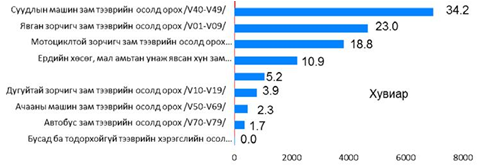 Суудлын машин зам тээврийн осолд орох /V40-V49/
34.2
Явган зорчигч зам тээврийн осолд орох /V01-V09/
23.0
Мотоциклтой зорчигч зам тээврийн осолд орох...
18.8
Ердийн хөсөг, мал амьтан унаж явсан хүн зам...
10.9
5.2
Дугуйтай зорчигч зам тээврийн осолд орох /V10-V19/
3.9
Хувиар
Ачааны машин зам тээврийн осолд орох /V50-V69/
2.3
Автобус зам тээврийн осолд орох /V70-V79/
1.7
Бусад ба тодорхойгүй тээврийн хэрэгслийн осол...
0.0
0 2000 4000 6000 8000